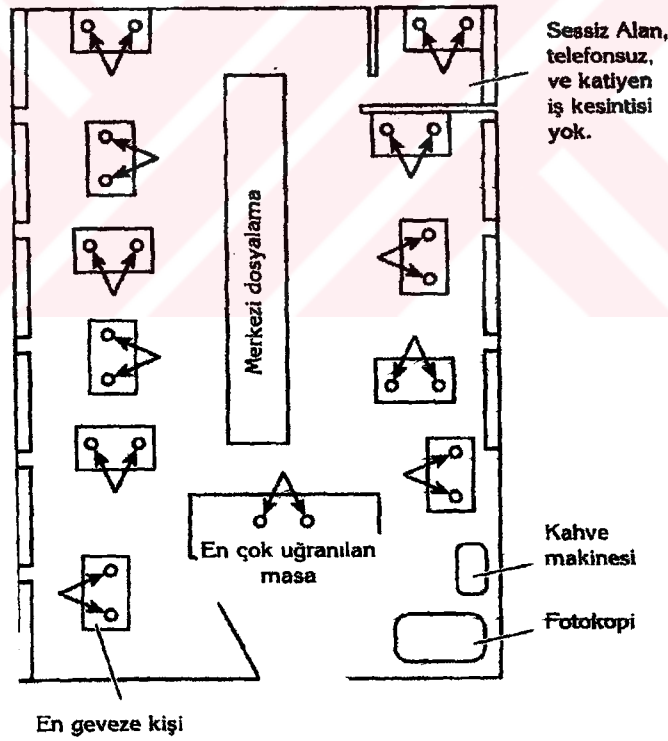 Sessiz Alan,
telefonsuz,
ve katiyen
iş kesintisi
yok.
Merkezi dosyalama
En çok uğranılan
masa
Kahve
makinesi
Fotokopi
En geveze kişi